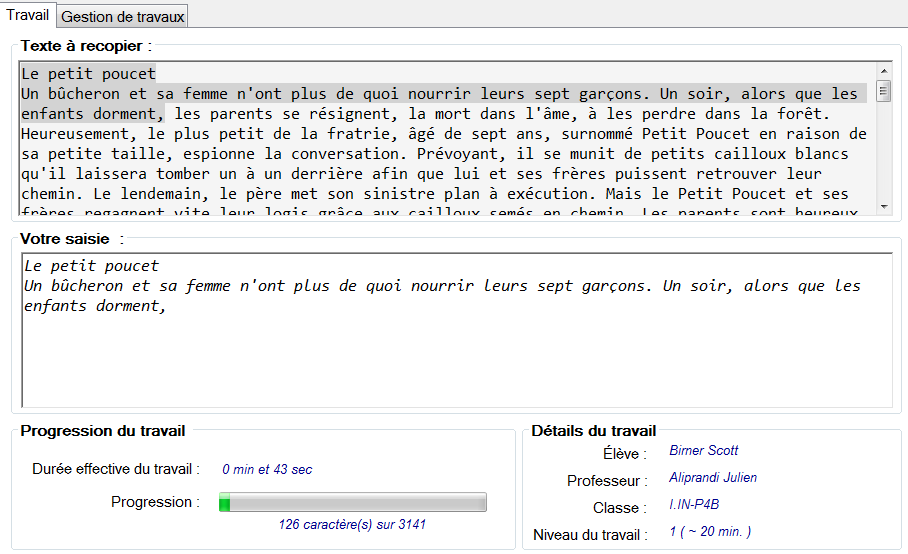 Travail
Gestion de travaux
Texte à recopier :
Le petit poucet
Un bûcheron et sa femme n'ont plus de quoi nourrir leurs sept garçons. Un soir, alors que les
enfants dorment, les parents se résignent, la mort dans l'âme, à les perdre dans la forêt.
Heureusement, le plus petit de la fratrie, âgé de sept ans, surnommé Petit Poucet en raison de
sa petite taille, espionne la conversation. Prévoyant, il se munit de petits cailloux blancs
qu'il laissera tomber un à un derrière afin que lui et ses frères puissent retrouver leur
chemin. Le lendemain, le père met son sinistre plan à exécution. Mais le Petit Poucet et ses
frères regagnent vite leur logis grâce aux cailloux semés en chemin. Les parents sont heureux
Votre saisie :
Le petit poucet
Un bûcheron et sa femme n'ont plus de quoi nourrir leurs sept garçons. Un soir, alors que les
enfants dorment,
Progression du travail
Durée effective du travail : 0 min et 43 sec
Progression :
126 caractère(s) sur 3141
Détails du travail
Élève : Birner Scott
Professeur : Aliprandi Julien
Classe : I.IN-P4B
Niveau du travail : 1 ( ~ 20 min. )